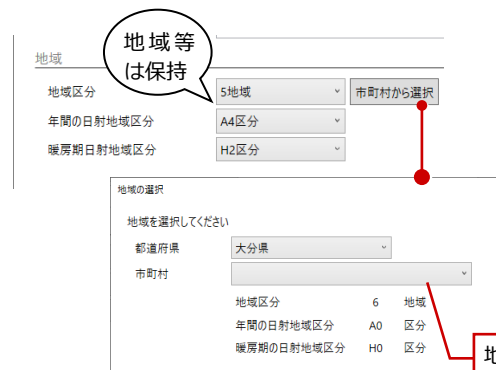 地域等
は保持
地域
地域区分 5地域 市町村から選択
年間の日射地域区分 A4区分
暖房期日射地域区分 H2区分
地域の選択
地域を選択してください
都道府県 大分県
市町村
地域区分 6 地域
年間の日射地域区分 A0 区分
暖房期の日射地域区分 H0 区分
地